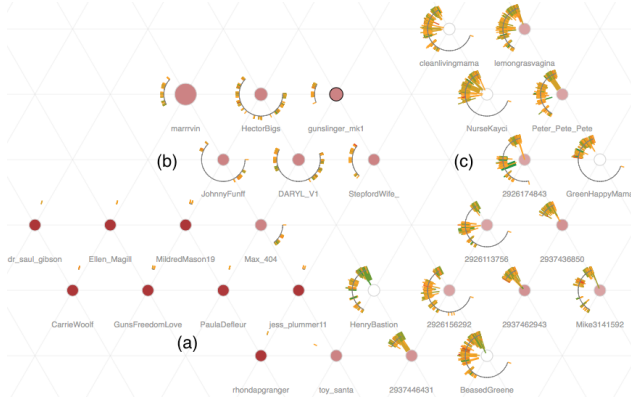 cleanlivingmama lemongrasvagina
marrrvin HectorBigs gunslinger_mk1 NurseKayci Peter_Pete_Pete
(b) (c)
JohnnyFunff DARYL_V1 StepfordWife_ 2926174843 GreenHappyMama
dr_saul_gibson Ellen_Magill MildredMason19 Max_404 2926113756 2937436850
CarrieWoolf GunsFreedomLove PaulaDefleur jess_plummer11 HenryBastion 2926156292 2937462943 Mike3141592
(a)
rhondapgranger toy_santa 2937446431 BeasedGreene